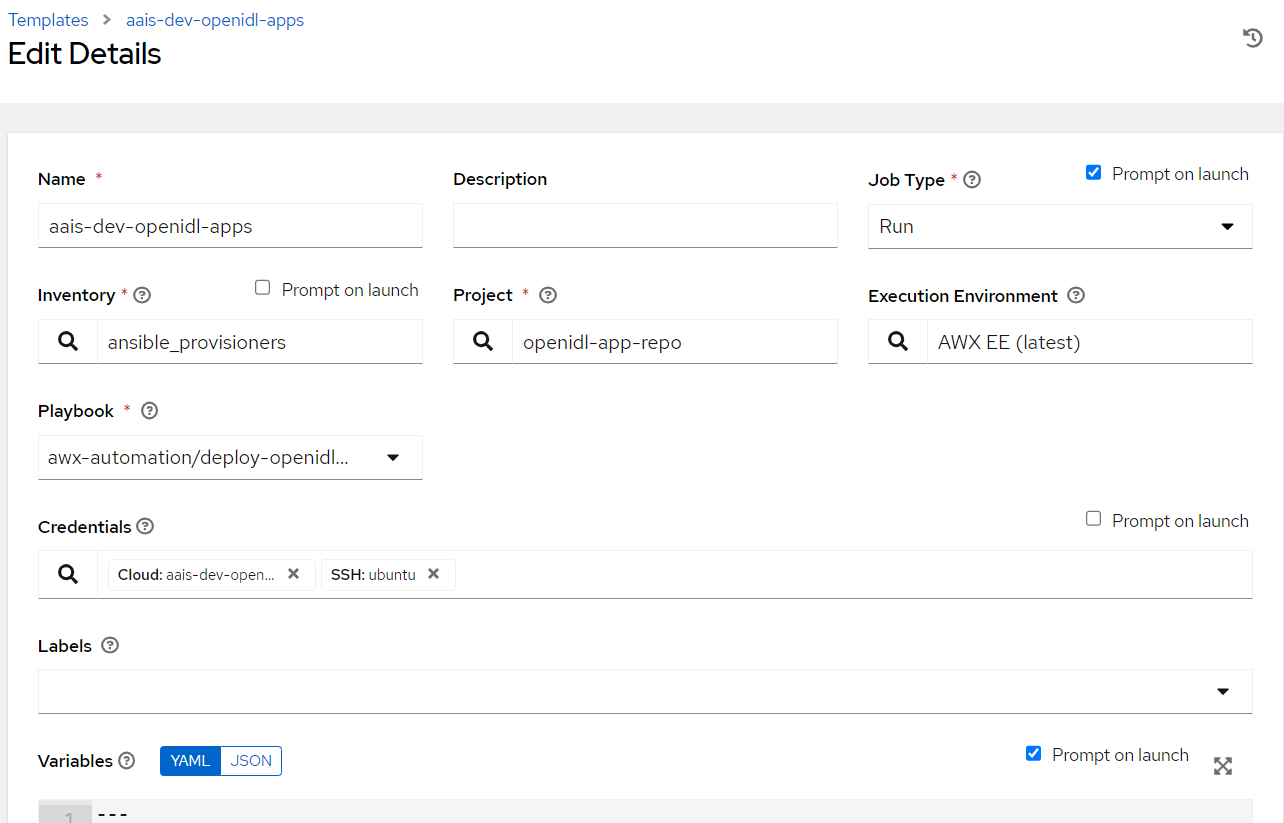 Templates > aais-dev-openidl-apps
Edit Details
Name * Description Job Type * Prompt on launch
aais-dev-openidl-apps Run
Inventory * Prompt on launch Project * Execution Environment
ansible_provisioners openidl-app-repo AWX EE (latest)
Playbook *
awx-automation/deploy-openidl...
Credentials Prompt on launch
Cloud: aais-dev-open... SSH: ubuntu
Labels
Variables YAML JSON Prompt on launch
1 ---